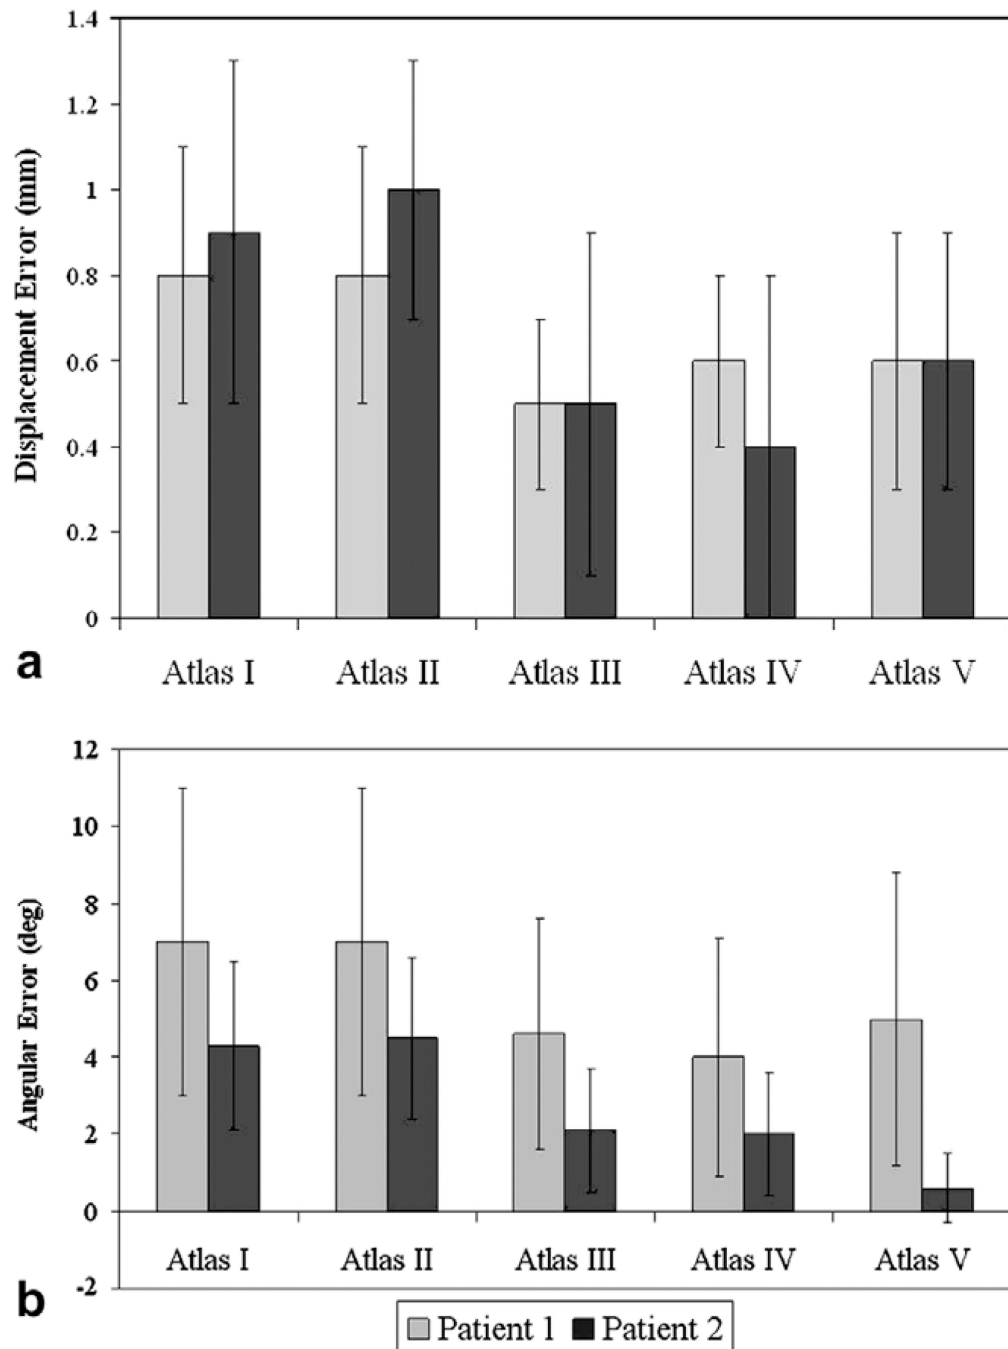 1.4
1.2
1
0.8
0.6
0.4
0.2
0
Displacement Error (mm)
a
Atlas I Atlas II Atlas III Atlas IV Atlas V
12
10
8
6
4
2
0
-2
Angular Error (deg)
Atlas I Atlas II Atlas III Atlas IV Atlas V
b
Patient 1 Patient 2